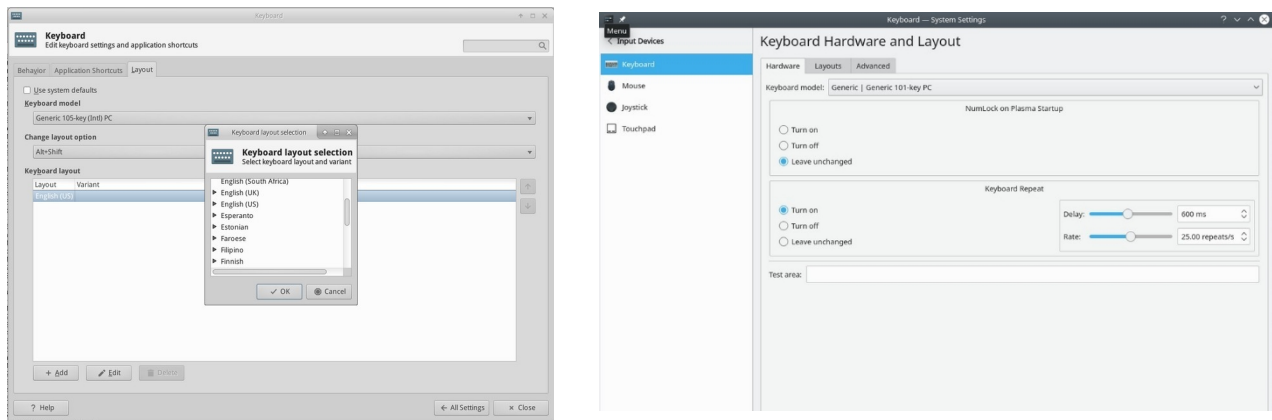 Keyboard
Keyboard
Edit keyboard settings and application shortcuts
Behavior Application Shortcuts Layout
Use system defaults
Keyboard model
Generic 105-key (Intl) PC
Change layout option
Alt+Shift
Keyboard layout
Layout Variant
English (US)
Keyboard layout selection
Keyboard layout selection
Select keyboard layout and variant
English (South Africa)
English (UK)
English (US)
Esperanto
Estonian
Faroese
Filipino
Finnish
OK Cancel
+ Add Edit Delete
? Help All Settings × Close
Keyboard — System Settings
Menu
< Input Devices
Keyboard
Mouse
Joystick
Touchpad
Keyboard Hardware and Layout
Hardware Layouts Advanced
Keyboard model: Generic | Generic 101-key PC
NumLock on Plasma Startup
Turn on
Turn off
Leave unchanged
Keyboard Repeat
Turn on
Turn off
Leave unchanged
Delay: 600 ms
Rate: 25.00 repeats/s
Test area: